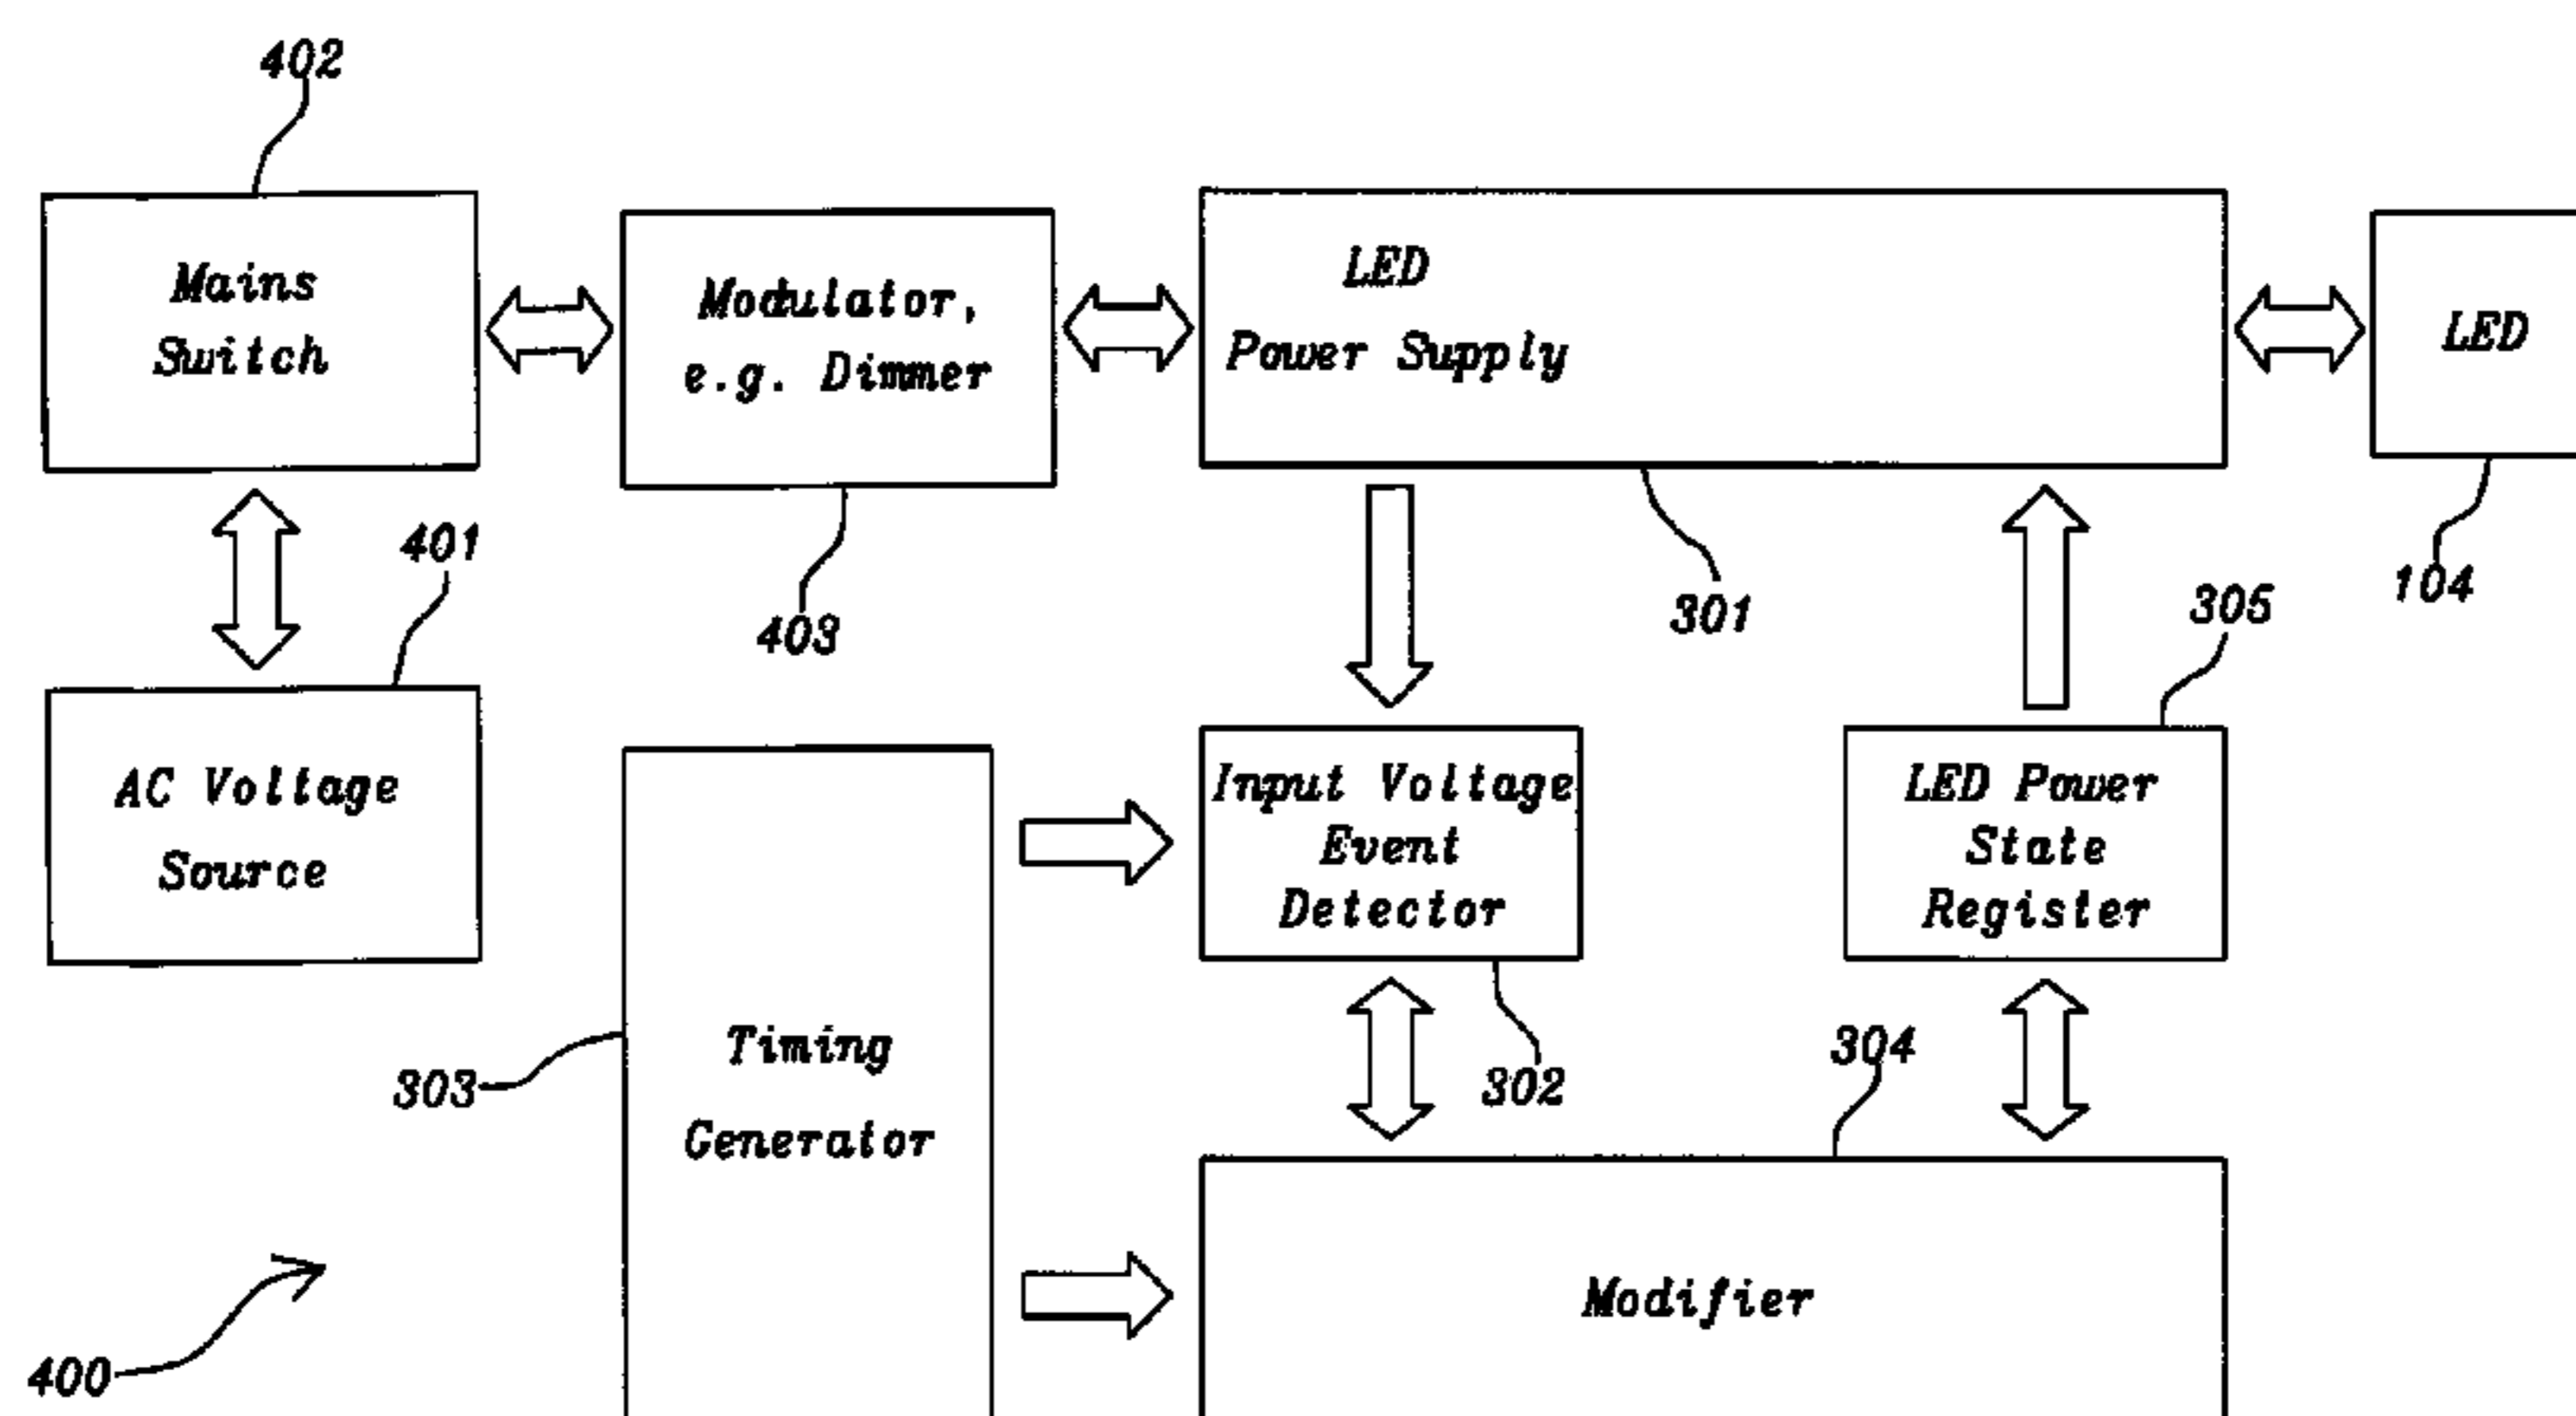 402
Mains
Switch
Modulator,
e.g. Dimmer
LED
Power Supply
LED
401
403
301
104
305
AC Voltage
Source
Input Voltage
Event
Detector
LED Power
State
Register
303
Timing
Generator
302
304
Modifier
400